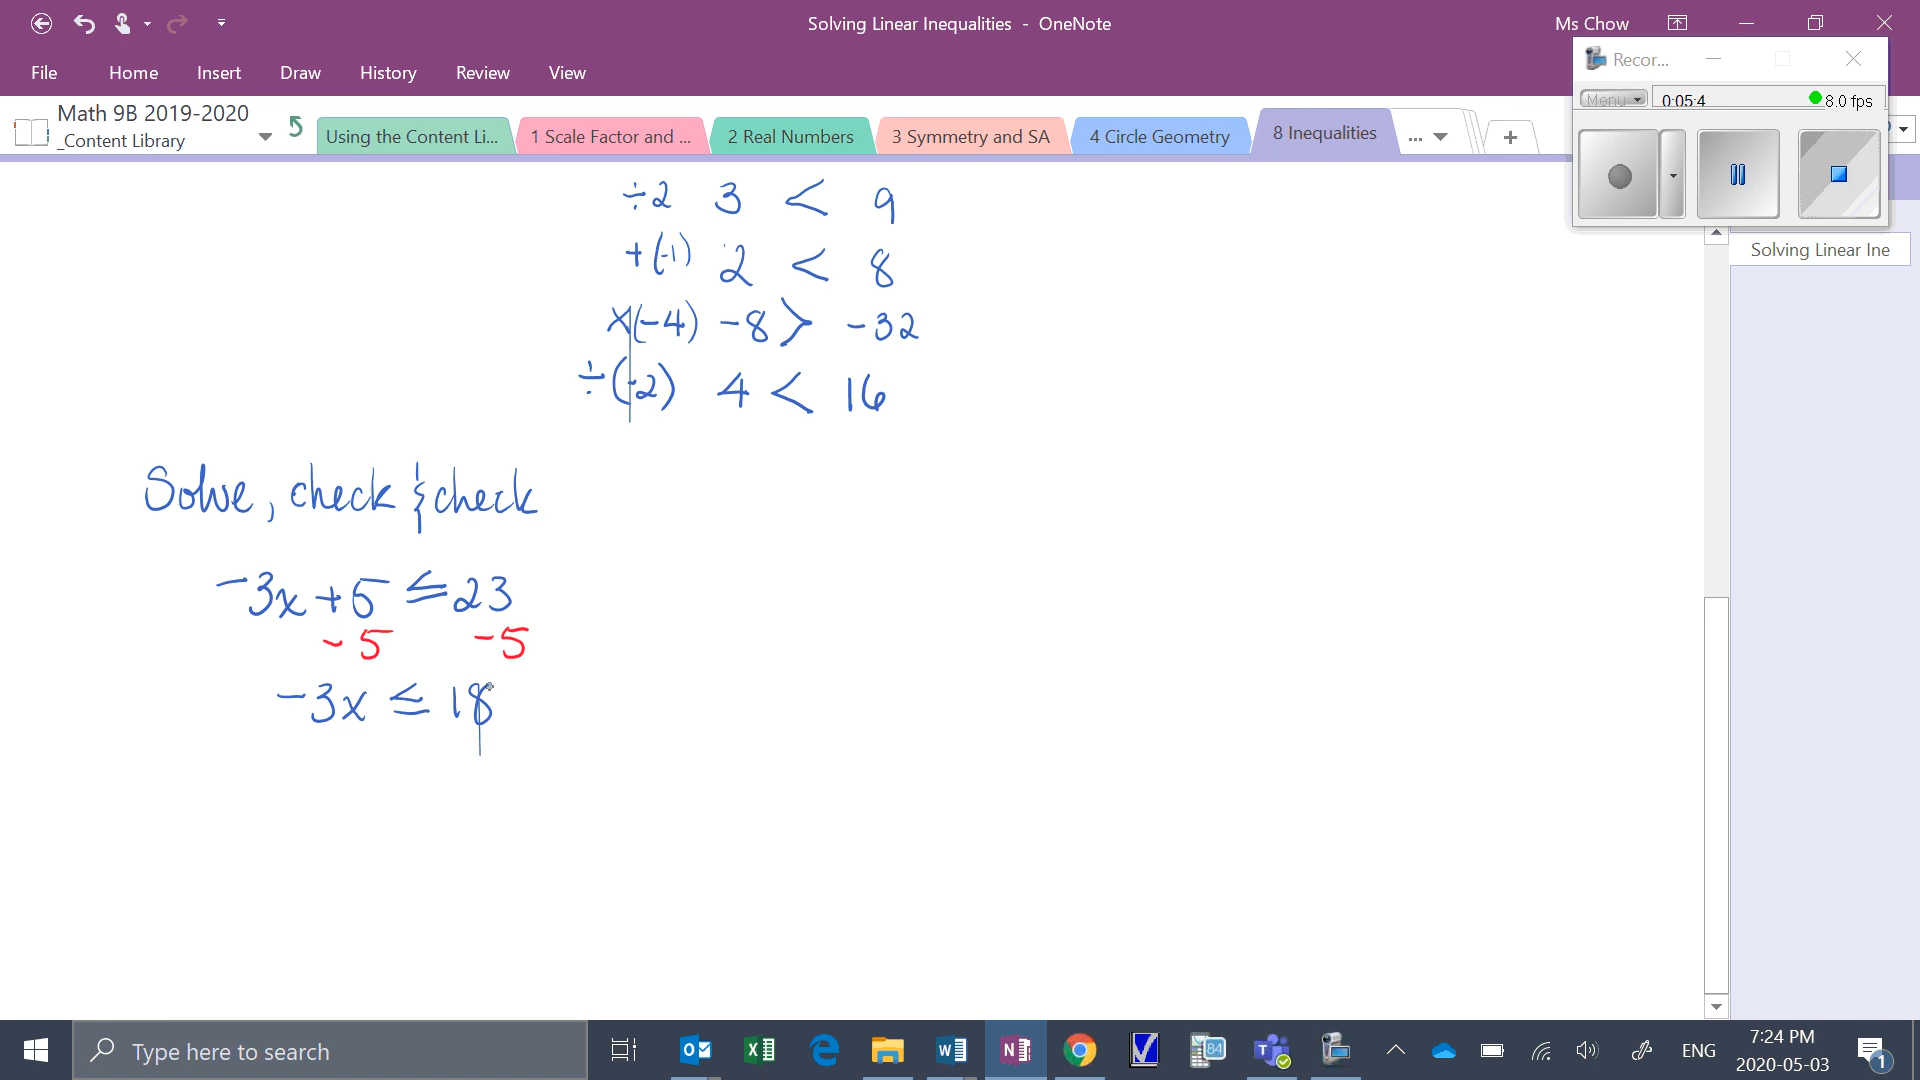 Solving Linear Inequalities - OneNote
Ms Chow
File Home Insert Draw History Review View
Recor...
Menu 0:05:4 8.0 fps
Math 9B 2019-2020
_Content Library
Using the Content Li... 1 Scale Factor and ... 2 Real Numbers 3 Symmetry and SA 4 Circle Geometry 8 Inequalities ... +
Solving Linear Ine
÷2 3 < 9
+(-1) 2 < 8
×(-4) -8 > -32
÷(-2) 4 < 16
Solve, check & check
-3x + 5 ≤ 23
-5 -5
-3x ≤ 18
Type here to search
84
ENG
7:24 PM
2020-05-03
1